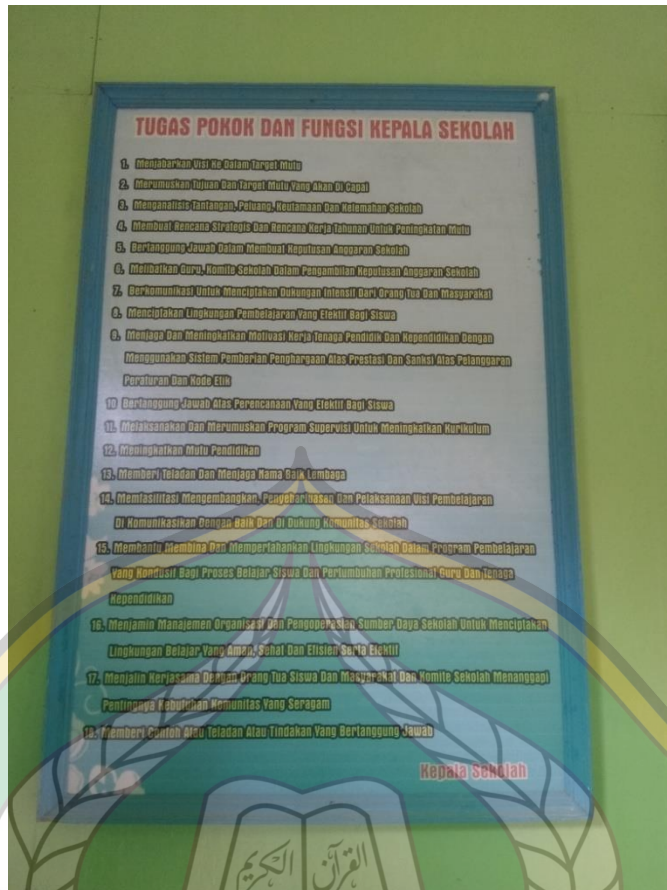 TUGAS POKOK DAN FUNGSI KEPALA SEKOLAH
1. Menjabarkan Visi Ke Dalam Target Mutu
2. Merumuskan Tujuan Dan Target Mutu Yang Akan Di Capai
3. Menganalisis Tantangan, Peluang, Keutamaan Dan Kelemahan Sekolah
4. Membuat Rencana Strategis Dan Rencana Kerja Tahunan Untuk Peningkatan Mutu
5. Bertanggung Jawab Dalam Membuat Keputusan Anggaran Sekolah
6. Melibatkan Guru, Komite Sekolah Dalam Pengambilan Keputusan Anggaran Sekolah
7. Berkomunikasi Untuk Menciptakan Dukungan Intensif Dari Orang Tua Dan Masyarakat
8. Menciptakan Lingkungan Pembelajaran Yang Efektif Bagi Siswa
9. Menjaga Dan Meningkatkan Motivasi Kerja Tenaga Pendidik Dan Kependidikan Dengan
Menggunakan Sistem Pemberian Penghargaan Atas Prestasi Dan Sanksi Atas Pelanggaran
Peraturan Dan Kode Etik
10 Bertanggung Jawab Atas Perencanaan Yang Efektif Bagi Siswa
11. Melaksanakan Dan Merumuskan Program Supervisi Untuk Meningkatkan Kurikulum
12. Meningkatkan Mutu Pendidikan
13. Memberi Teladan Dan Menjaga Nama Baik Lembaga
14. Memfasilitasi Mengembangkan, Penyebaribasan Dan Pelaksanaan Visi Pembelajaran
Di Komunikasikan Dengan Baik Dan Di Dukung Komunitas Sekolah
15. Membantu Membina Dan Mempertahankan Lingkungan Sekolah Dalam Program Pembelajaran
yang Kondusif Bagi Proses Belajar Siswa Dan Pertumbuhan Profesional Guru Dan Tenaga
Kependidikan
16. Menjamin Manajemen Organisasi Dan Pengoperasian Sumber Daya Sekolah Untuk Menciptakan
Lingkungan Belajar Yang Aman, Sehat Dan Efisien Serta Efektif
17. Menjalin Kerjasama Dengan Orang Tua Siswa Dan Masyarakat Dan Komite Sekolah Menanggapi
Pentingnya Kebutuhan Komunitas Yang Seragam
18. Memberi Contoh Atau Teladan Atau Tindakan Yang Bertanggung Jawab
Kepala Sekolah
القرآن الكريم